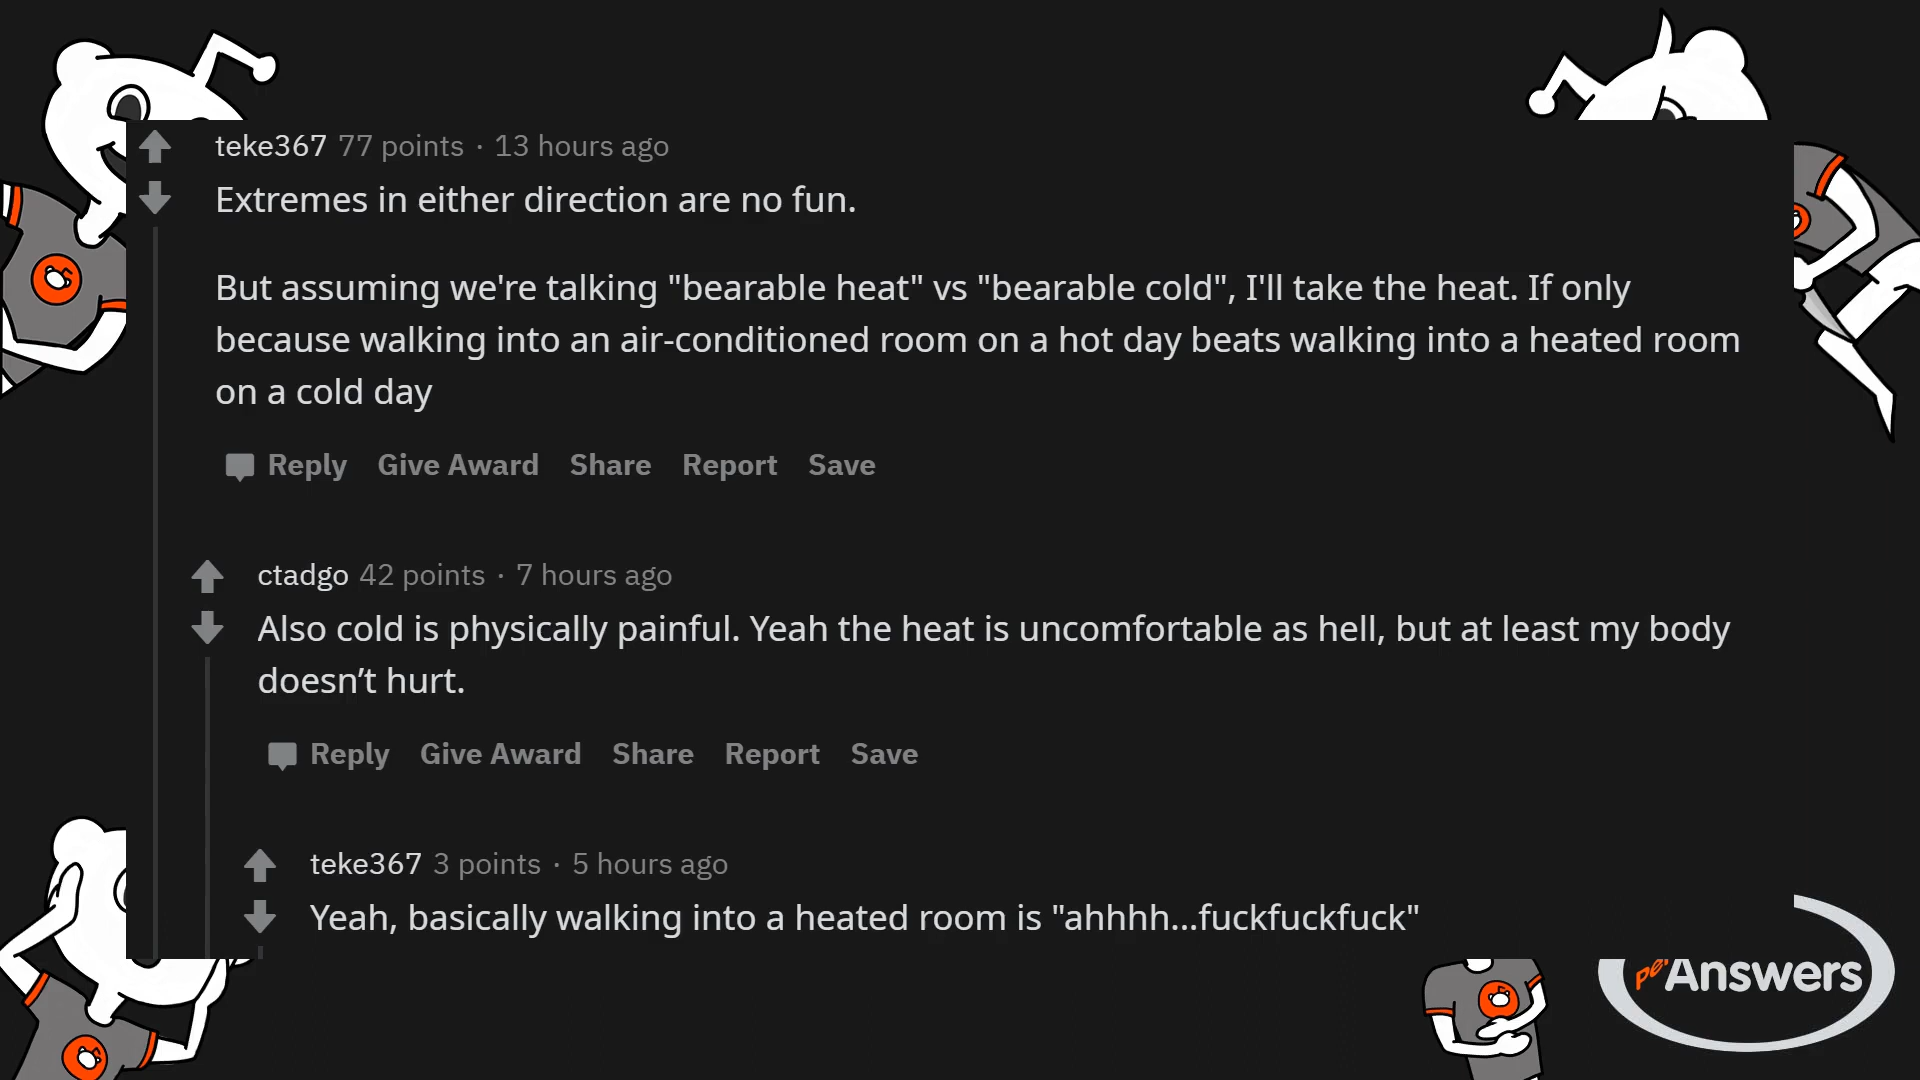 teke367 77 points · 13 hours ago
Extremes in either direction are no fun.
But assuming we're talking "bearable heat" vs "bearable cold", I'll take the heat. If only
because walking into an air-conditioned room on a hot day beats walking into a heated room
on a cold day
Reply Give Award Share Report Save
ctadgo 42 points · 7 hours ago
Also cold is physically painful. Yeah the heat is uncomfortable as hell, but at least my body
doesn’t hurt.
Reply Give Award Share Report Save
teke367 3 points · 5 hours ago
Yeah, basically walking into a heated room is "ahhhh...fuckfuckfuck"
Answers